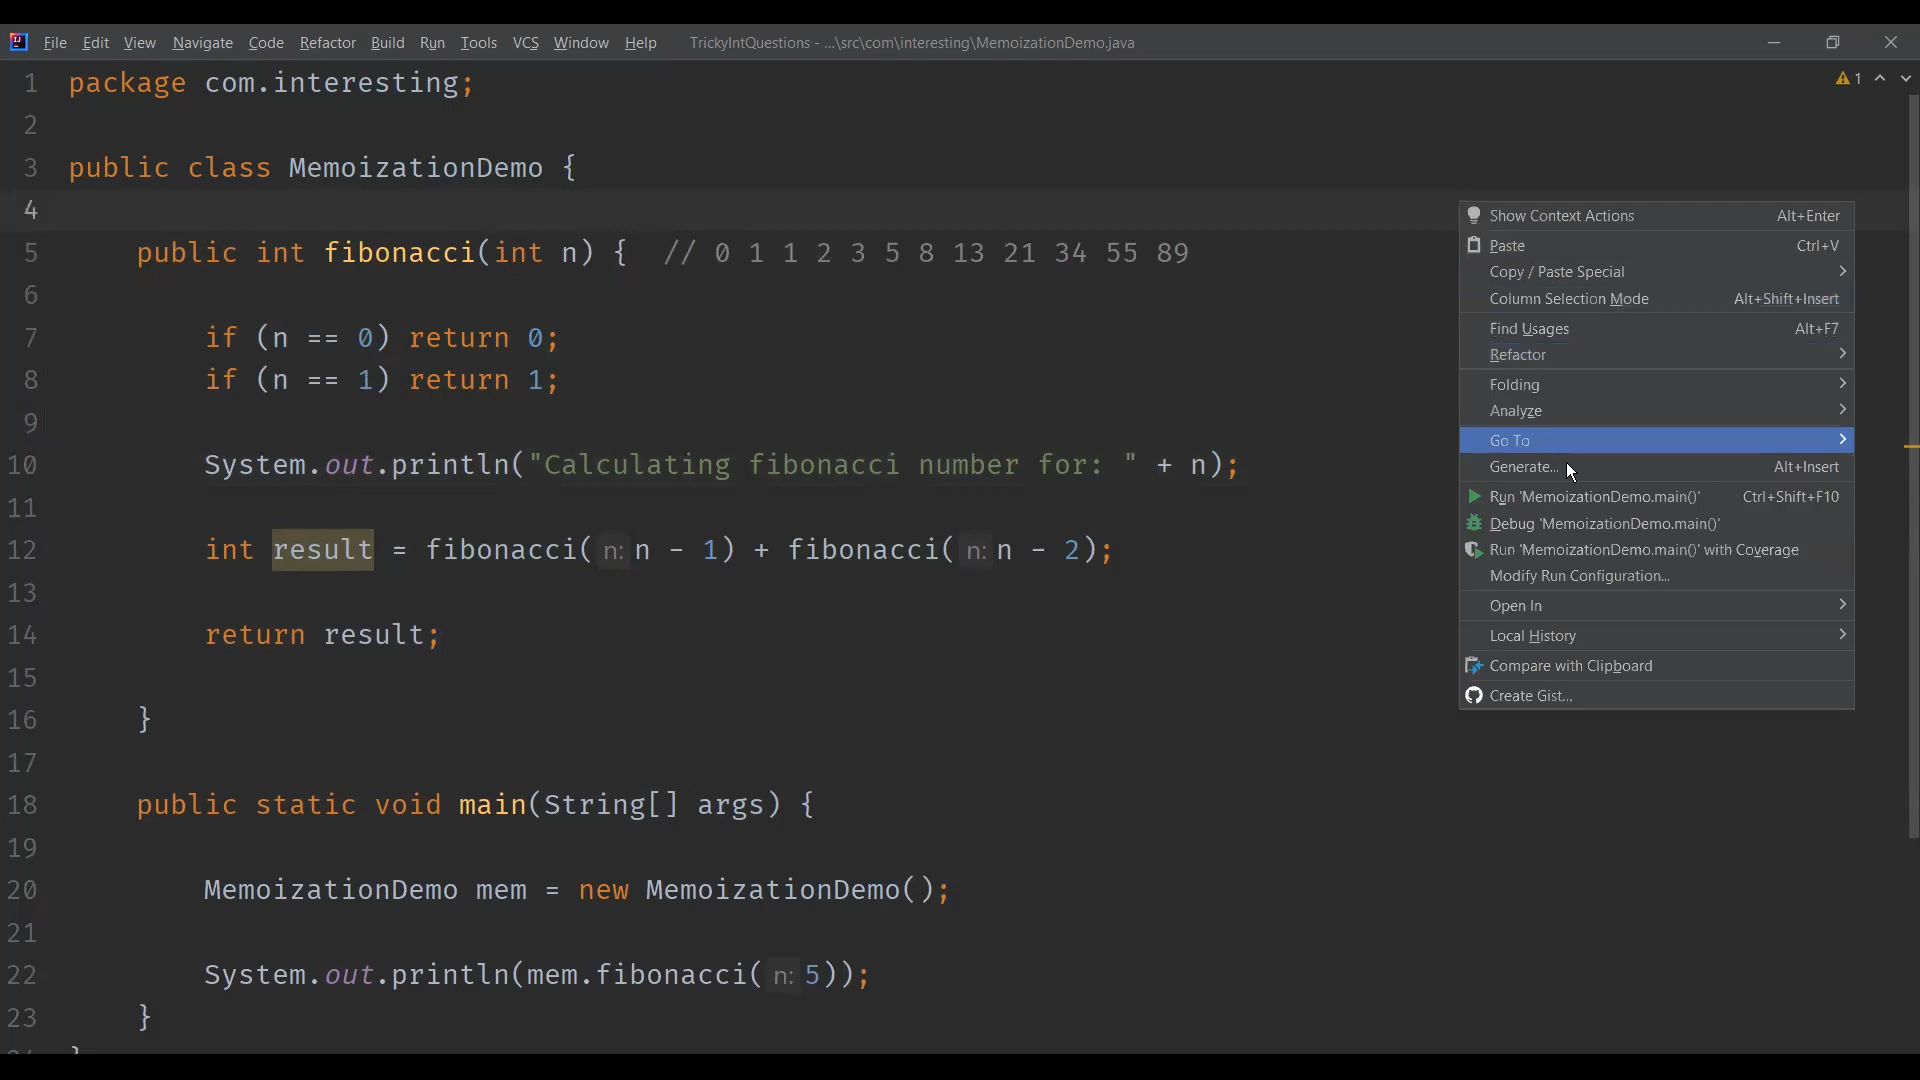 File Edit View Navigate Code Refactor Build Run Tools VCS Window Help TrickyIntQuestions - ...\src\com\interesting\MemoizationDemo.java
1 package com.interesting; 1
2
3 public class MemoizationDemo {
4
5 public int fibonacci(int n) { // 0 1 1 2 3 5 8 13 21 34 55 89
6
7 if (n == 0) return 0;
8 if (n == 1) return 1;
9
10 System.out.println("Calculating fibonacci number for: " + n);
11
12 int result = fibonacci( n: n - 1) + fibonacci( n: n - 2);
13
14 return result;
15
16 }
17
18 public static void main(String[] args) {
19
20 MemoizationDemo mem = new MemoizationDemo();
21
22 System.out.println(mem.fibonacci( n: 5));
23 }
24 }
Show Context Actions Alt+Enter
Paste Ctrl+V
Copy / Paste Special
Column Selection Mode Alt+Shift+Insert
Find Usages Alt+F7
Refactor
Folding
Analyze
Go To
Generate... Alt+Insert
Run 'MemoizationDemo.main()' Ctrl+Shift+F10
Debug 'MemoizationDemo.main()'
Run 'MemoizationDemo.main()' with Coverage
Modify Run Configuration...
Open In
Local History
Compare with Clipboard
Create Gist...